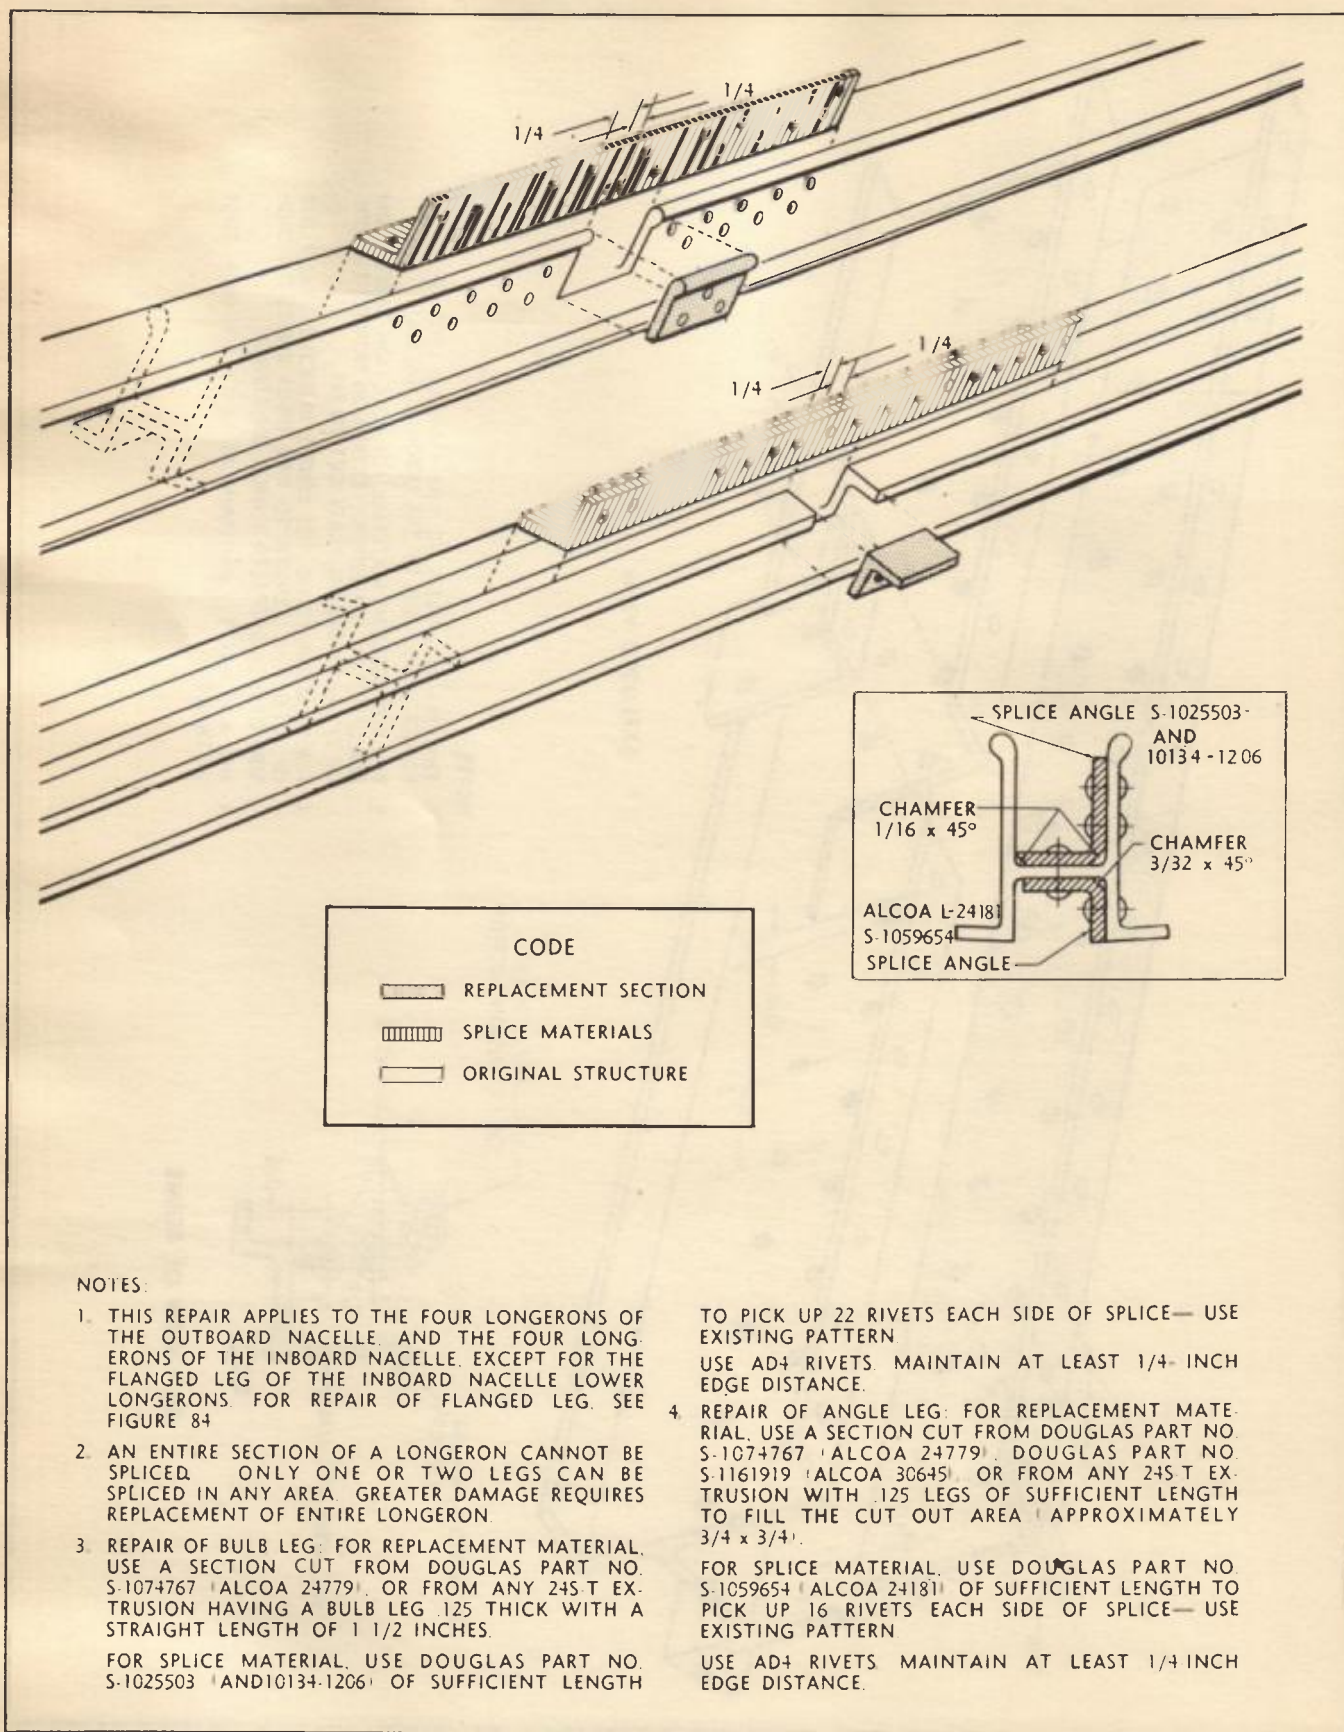 1/4
1/4
1/4
1/4
SPLICE ANGLE S-1025503-
AND
10134-1206
CHAMFER
1/16 x 45°
CHAMFER
3/32 x 45°
ALCOA L-24181
S-1059654
SPLICE ANGLE
CODE
REPLACEMENT SECTION
SPLICE MATERIALS
ORIGINAL STRUCTURE
NOTES:
1. THIS REPAIR APPLIES TO THE FOUR LONGERONS OF
THE OUTBOARD NACELLE, AND THE FOUR LONG-
ERONS OF THE INBOARD NACELLE, EXCEPT FOR THE
FLANGED LEG OF THE INBOARD NACELLE LOWER
LONGERONS. FOR REPAIR OF FLANGED LEG, SEE
FIGURE 84
2. AN ENTIRE SECTION OF A LONGERON CANNOT BE
SPLICED. ONLY ONE OR TWO LEGS CAN BE
SPLICED IN ANY AREA. GREATER DAMAGE REQUIRES
REPLACEMENT OF ENTIRE LONGERON.
3. REPAIR OF BULB LEG: FOR REPLACEMENT MATERIAL,
USE A SECTION CUT FROM DOUGLAS PART NO.
S-1074767 (ALCOA 24779), OR FROM ANY 24S-T EX-
TRUSION HAVING A BULB LEG .125 THICK WITH A
STRAIGHT LENGTH OF 1 1/2 INCHES.
FOR SPLICE MATERIAL, USE DOUGLAS PART NO.
S-1025503 (AND10134-1206) OF SUFFICIENT LENGTH
TO PICK UP 22 RIVETS EACH SIDE OF SPLICE— USE
EXISTING PATTERN.
USE AD4 RIVETS. MAINTAIN AT LEAST 1/4- INCH
EDGE DISTANCE.
4. REPAIR OF ANGLE LEG: FOR REPLACEMENT MATE-
RIAL, USE A SECTION CUT FROM DOUGLAS PART NO.
S-1074767 (ALCOA 24779), DOUGLAS PART NO.
S-1161919 (ALCOA 30645), OR FROM ANY 24S-T EX-
TRUSION WITH .125 LEGS OF SUFFICIENT LENGTH
TO FILL THE CUT OUT AREA (APPROXIMATELY
3/4 x 3/4).
FOR SPLICE MATERIAL, USE DOUGLAS PART NO.
S-1059654 (ALCOA 24181) OF SUFFICIENT LENGTH TO
PICK UP 16 RIVETS EACH SIDE OF SPLICE— USE
EXISTING PATTERN.
USE AD4 RIVETS. MAINTAIN AT LEAST 1/4 INCH
EDGE DISTANCE.